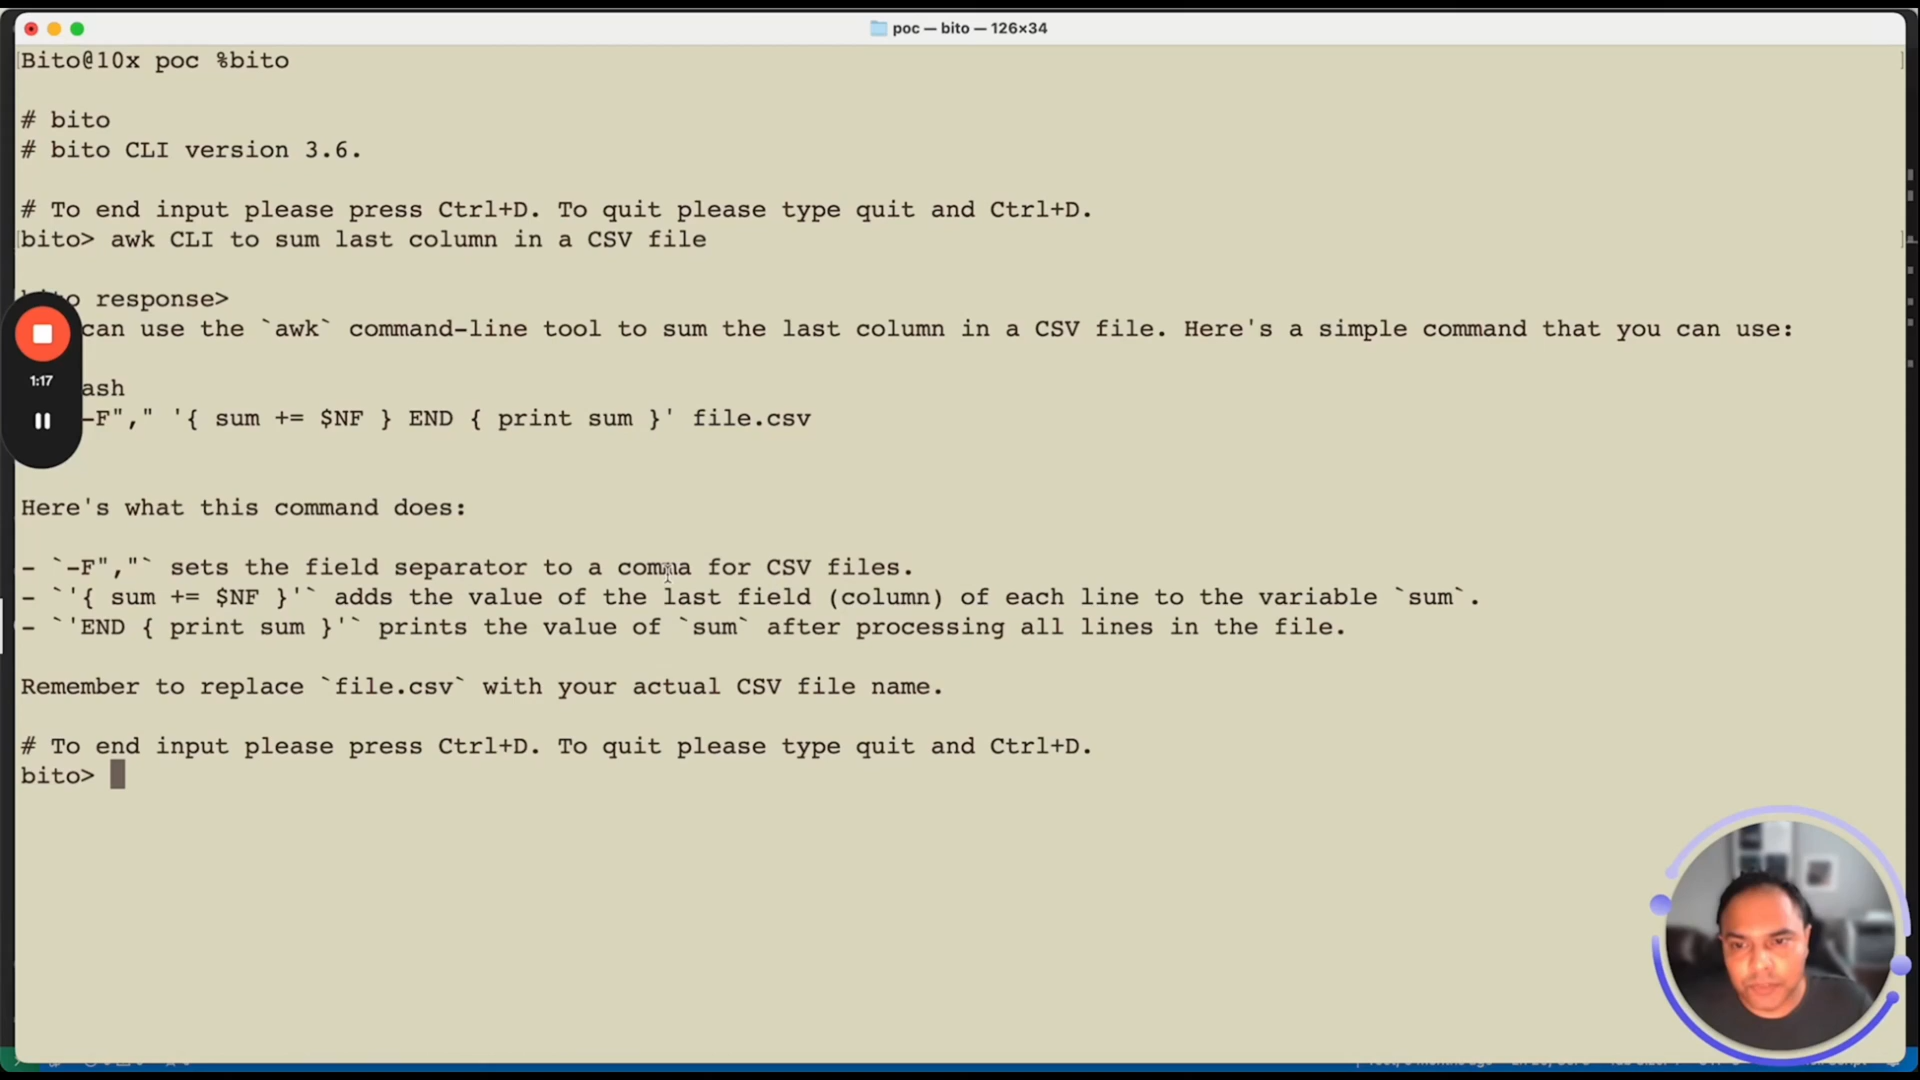 poc — bito — 126×34
Bito@10x poc %bito
# bito
# bito CLI version 3.6.
# To end input please press Ctrl+D. To quit please type quit and Ctrl+D.
bito> awk CLI to sum last column in a CSV file
response>
can use the `awk` command-line tool to sum the last column in a CSV file. Here's a simple command that you can use:
1:17
ash
-F"," '{ sum += $NF } END { print sum }' file.csv
Here's what this command does:
- `-F","` sets the field separator to a comma for CSV files.
- `'{ sum += $NF }'` adds the value of the last field (column) of each line to the variable `sum`.
- `'END { print sum }'` prints the value of `sum` after processing all lines in the file.
Remember to replace `file.csv` with your actual CSV file name.
# To end input please press Ctrl+D. To quit please type quit and Ctrl+D.
bito>